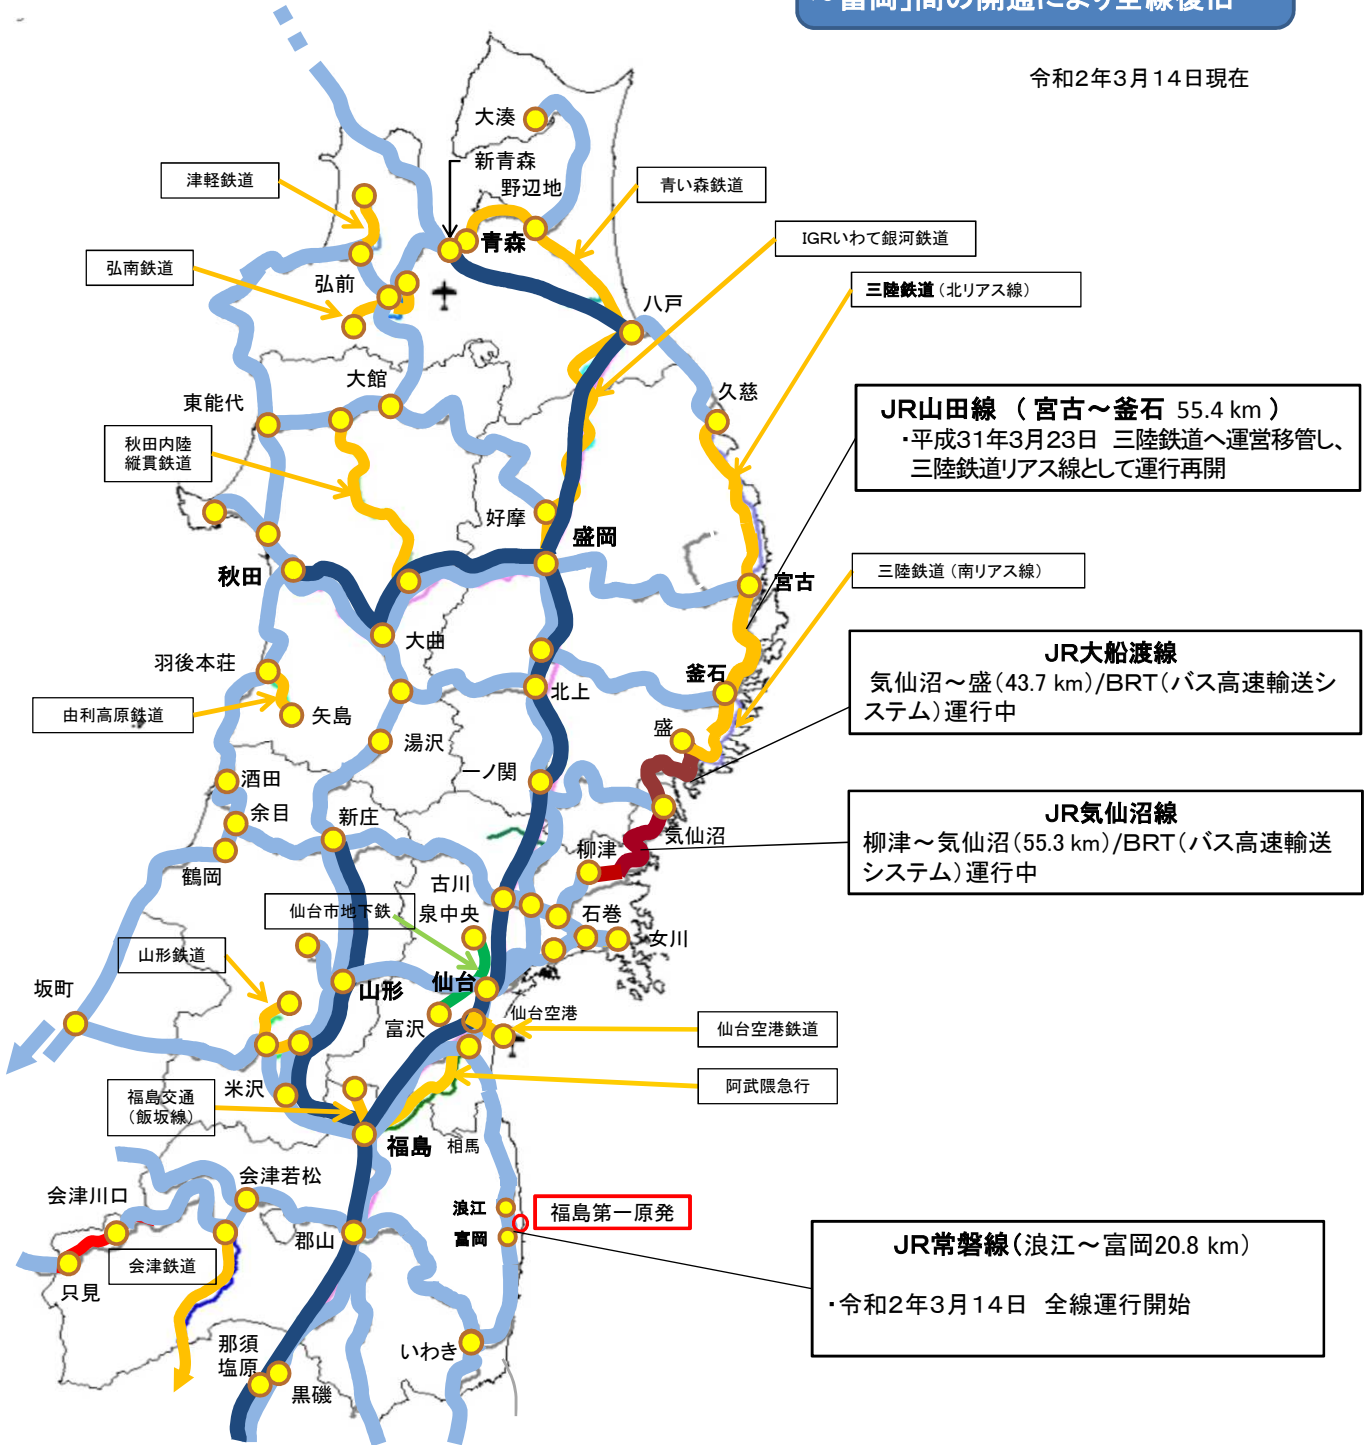 ～富岡」間の開通により全線復旧
令和2年3月14日現在
大湊
新青森
野辺地
津軽鉄道
青い森鉄道
青森
IGRいわて銀河鉄道
弘南鉄道
弘前
三陸鉄道（北リアス線）
八戸
大館
久慈
東能代
JR山田線 （ 宮古～釜石 55.4 km ）
・平成31年3月23日 三陸鉄道へ運営移管し、
三陸鉄道リアス線として運行再開
秋田内陸
縦貫鉄道
好摩
盛岡
秋田
宮古
三陸鉄道（南リアス線）
大曲
羽後本荘
釜石
北上
JR大船渡線
気仙沼～盛（43.7 km）/BRT（バス高速輸送シ
ステム）運行中
由利高原鉄道
矢島
湯沢
盛
一ノ関
酒田
余目
新庄
気仙沼
JR気仙沼線
柳津～気仙沼（55.3 km）/BRT（バス高速輸送
システム）運行中
柳津
鶴岡
古川
仙台市地下鉄
泉中央
石巻
女川
山形鉄道
仙台
山形
坂町
富沢
仙台空港
仙台空港鉄道
米沢
阿武隈急行
福島交通
（飯坂線）
福島
相馬
会津若松
会津川口
浪江
福島第一原発
富岡
郡山
会津鉄道
JR常磐線（浪江～富岡20.8 km）
・令和2年3月14日 全線運行開始
只見
那須
塩原
いわき
黒磯